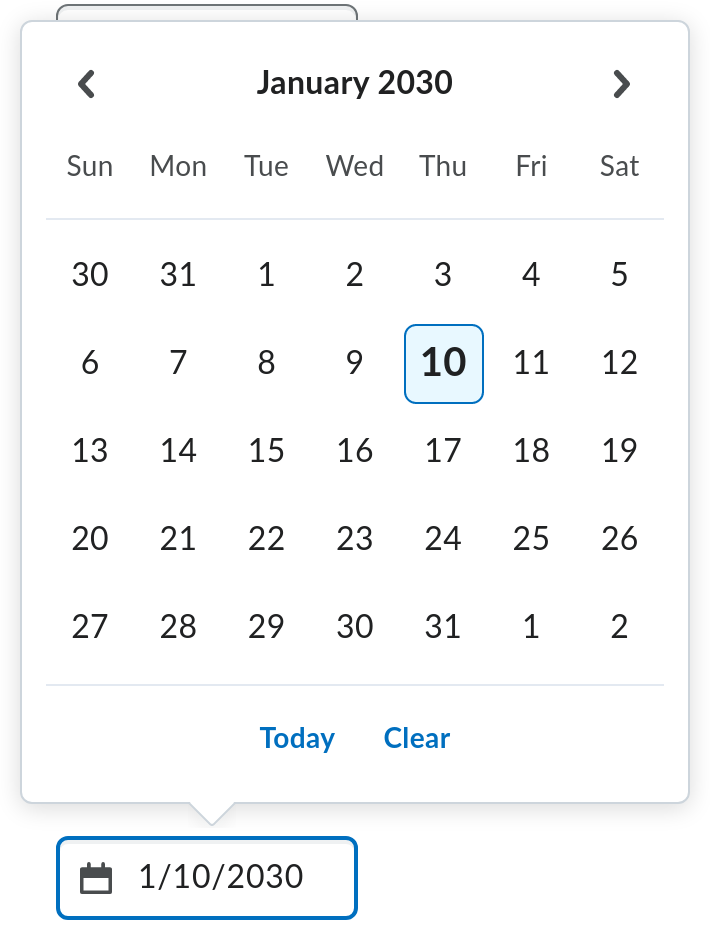 January 2030
Sun Mon Tue Wed Thu Fri Sat
30 31 1 2 3 4 5
6 7 8 9 10 11 12
13 14 15 16 17 18 19
20 21 22 23 24 25 26
27 28 29 30 31 1 2
Today Clear
1/10/2030